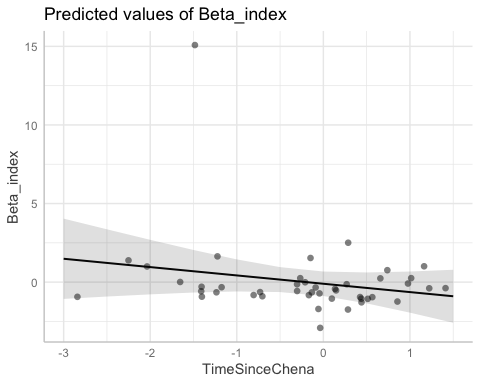 Predicted values of Beta_index
15
10
5
0
Beta_index
-3 -2 -1 0 1
TimeSinceChena